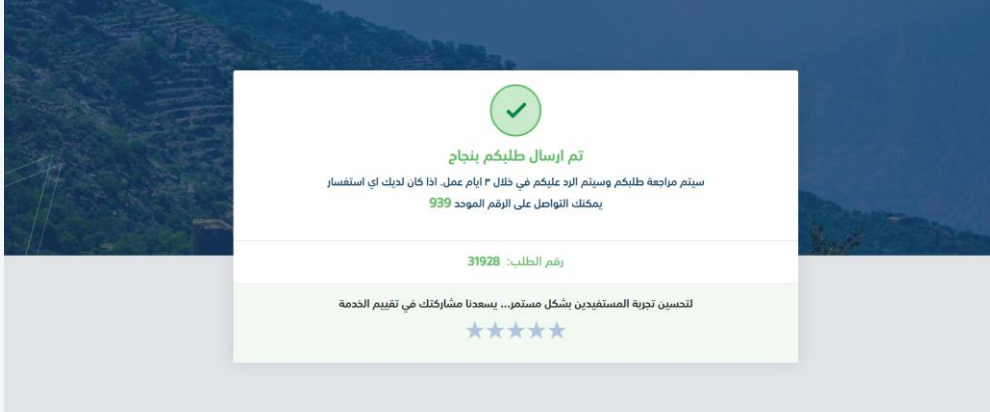 تم ارسال طلبكم بنجاح
سيتم مراجعة طلبكم وسيتم الرد عليكم في خلال ٣ ايام عمل. اذا كان لديك اي استفسار
يمكنك التواصل على الرقم الموحد 939
رقم الطلب: 31928
لتحسين تجربة المستفيدين بشكل مستمر... يسعدنا مشاركتك في تقييم الخدمة